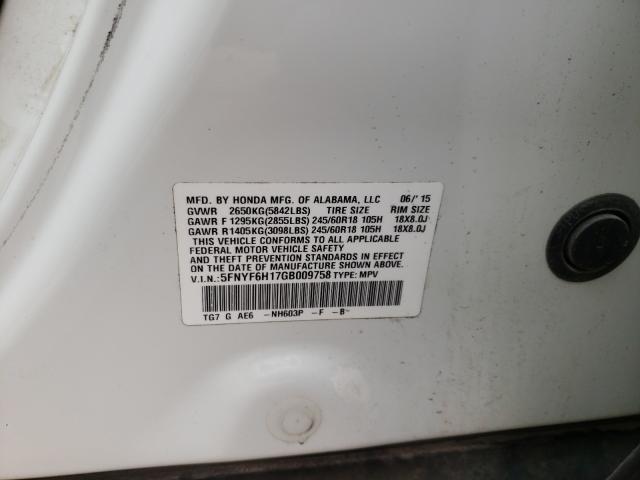 MFD. BY HONDA MFG. OF ALABAMA, LLC 06/'15
GVWR 2650KG(5842LBS) TIRE SIZE RIM SIZE
GAWR F 1295KG(2855LBS) 245/60R18 105H 18X8.0J
GAWR R 1405KG(3098LBS) 245/60R18 105H 18X8.0J
THIS VEHICLE CONFORMS TO ALL APPLICABLE
FEDERAL MOTOR VEHICLE SAFETY
AND THEFT PREVENTION STANDARDS IN EFFECT
ON THE DATE OF MANUFACTURE SHOWN ABOVE.
V.I.N.: 5FNYF6H17GB009758 TYPE: MPV
TG7 G AE6 -NH603P -F -B-